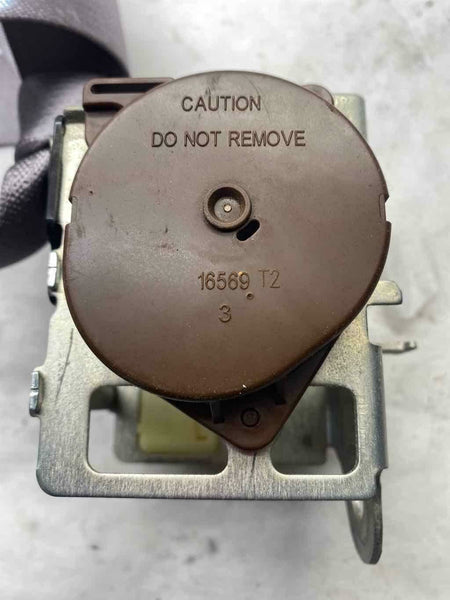 CAUTION
DO NOT REMOVE
16569 T2
3